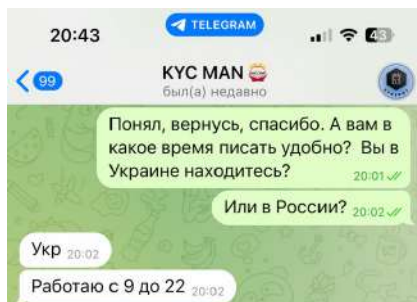 20:43
TELEGRAM
43
99
KYC MAN
был(а) недавно
Понял, вернусь, спасибо. А вам в
какое время писать удобно? Вы в
Украине находитесь?
20:01
Или в России? 20:02
Укр 20:02
Работаю с 9 до 22 20:02